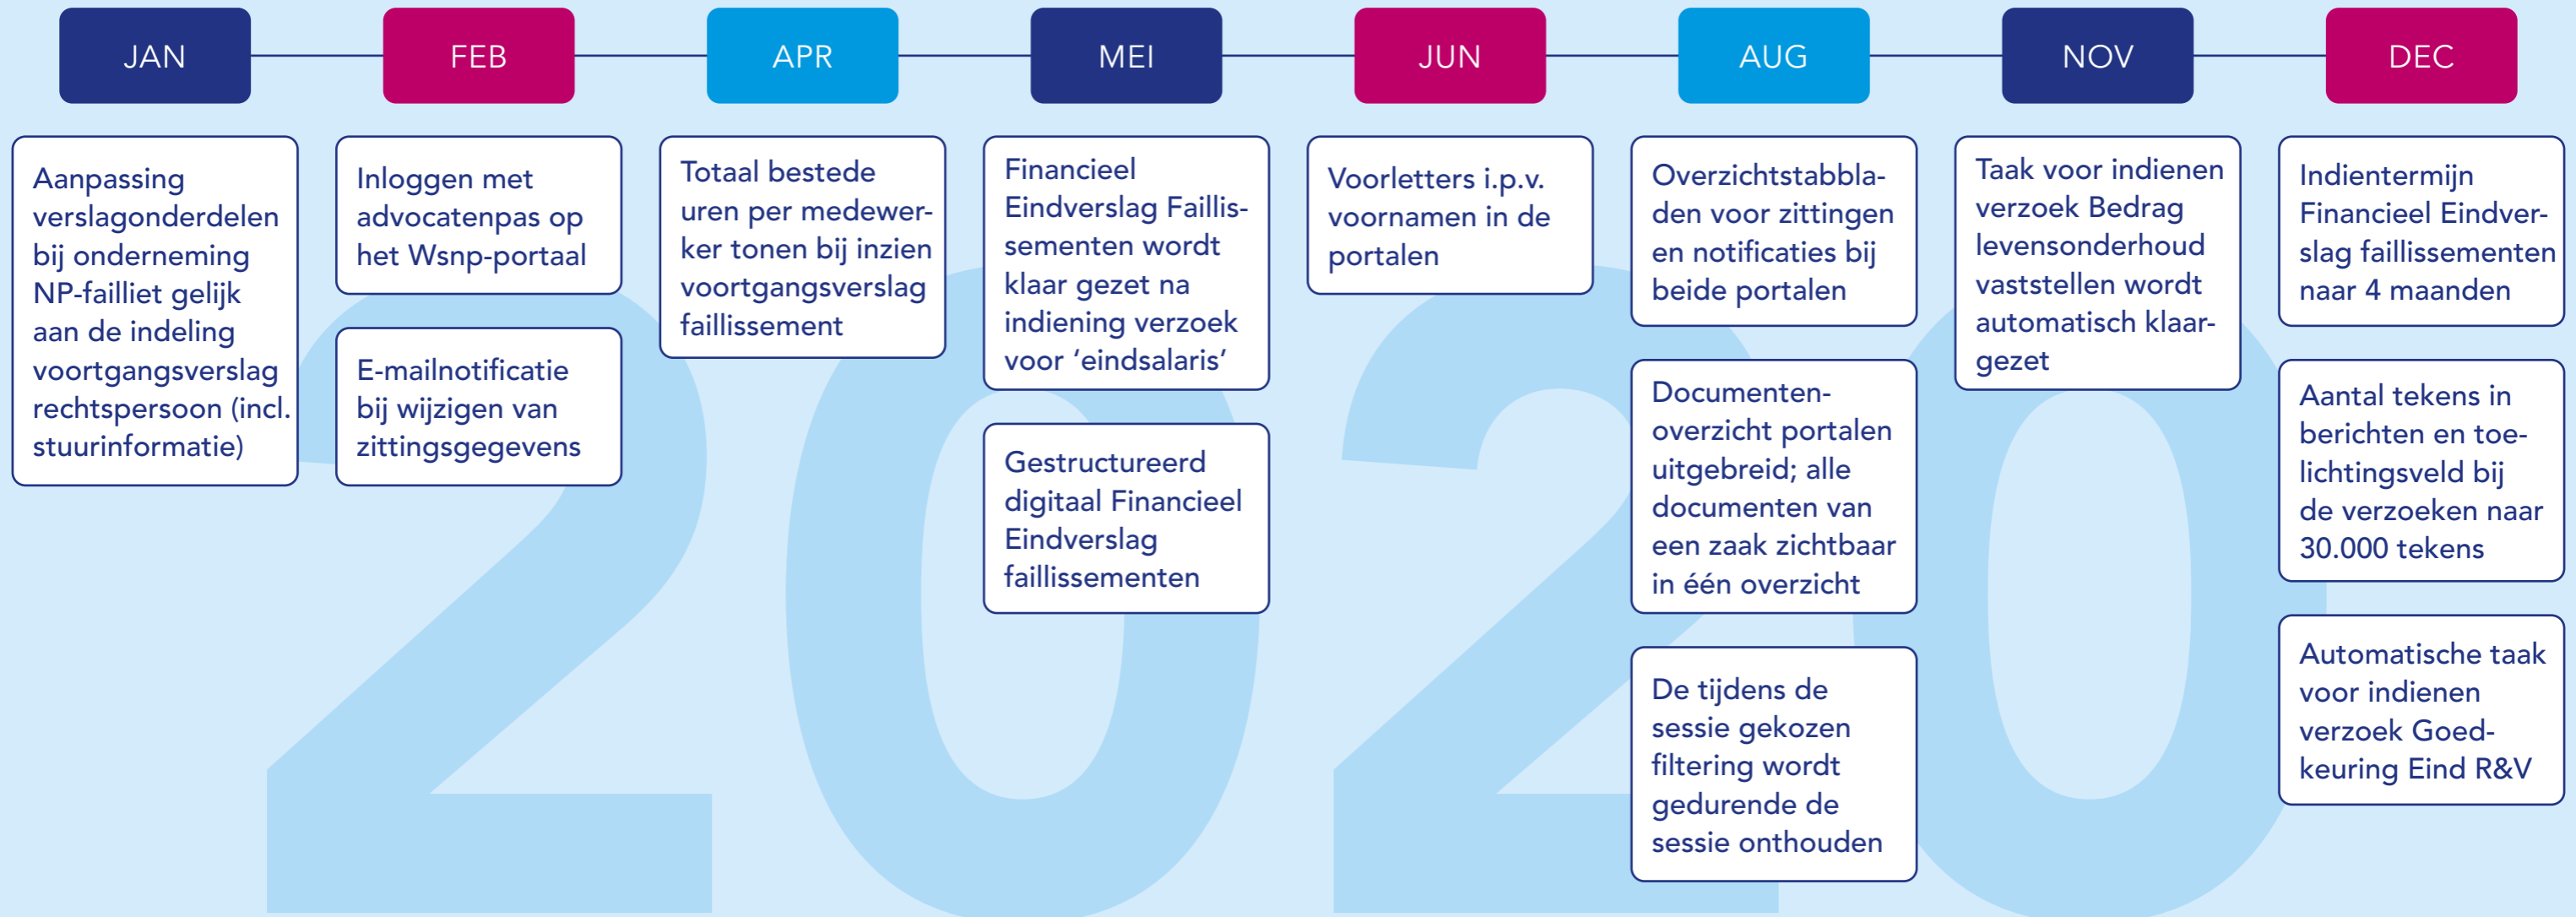 JAN
FEB
APR
MEI
JUN
AUG
NOV
DEC
Aanpassing
verslagonderdelen
bij onderneming
NP-failliet gelijk
aan de indeling
voortgangsverslag
rechtspersoon (incl.
stuurinformatie)
Inloggen met
advocatenpas op
het Wsnp-portaal
E-mailnotificatie
bij wijzigen van
zittingsgegevens
Totaal bestede
uren per medewer-
ker tonen bij inzien
voortgangsverslag
faillissement
Financieel
Eindverslag Faillis-
sementen wordt
klaar gezet na
indiening verzoek
voor ‘eindsalaris’
Gestructureerd
digitaal Financieel
Eindverslag
faillissementen
Voorletters i.p.v.
voornamen in de
portalen
Overzichtstabbla-
den voor zittingen
en notificaties bij
beide portalen
Documenten-
overzicht portalen
uitgebreid; alle
documenten van
een zaak zichtbaar
in één overzicht
De tijdens de
sessie gekozen
filtering wordt
gedurende de
sessie onthouden
Taak voor indienen
verzoek Bedrag
levensonderhoud
vaststellen wordt
automatisch klaar-
gezet
Indientermijn
Financieel Eindver-
slag faillissementen
naar 4 maanden
Aantal tekens in
berichten en toe-
lichtingsveld bij
de verzoeken naar
30.000 tekens
Automatische taak
voor indienen
verzoek Goed-
keuring Eind R&V
2020